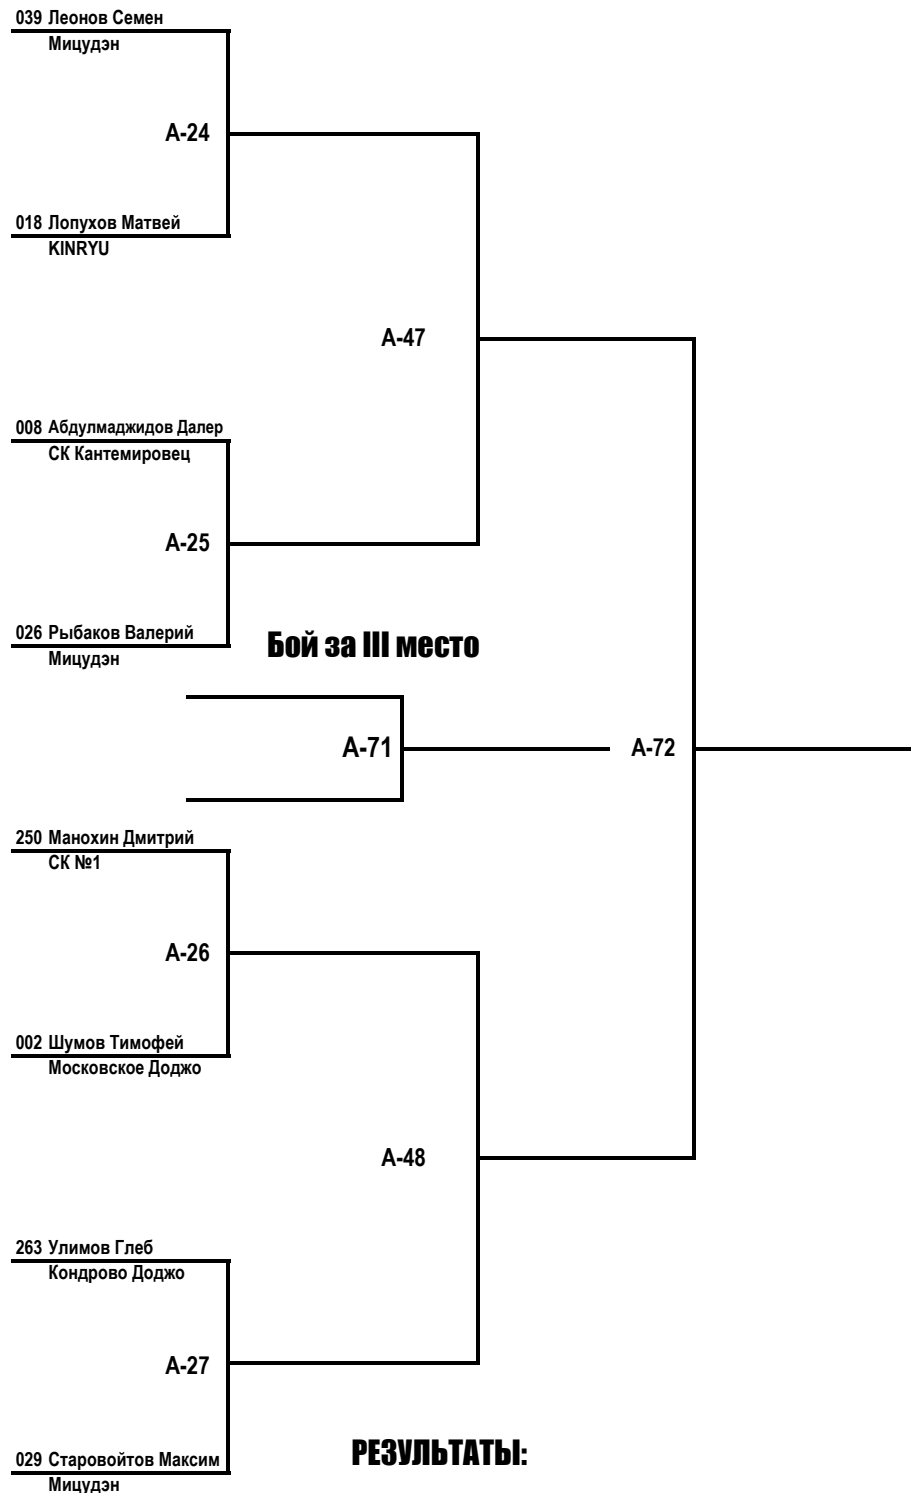 039 Леонов Семен
Мицудэн
А-24
018 Лопухов Матвей
KINRYU
А-47
008 Абдулмаджидов Далер
СК Кантемировец
А-25
026 Рыбаков Валерий
Мицудэн
Бой за III место
А-71
А-72
250 Манохин Дмитрий
СК №1
А-26
002 Шумов Тимофей
Московское Доджо
А-48
263 Улимов Глеб
Кондрово Доджо
А-27
029 Старовойтов Максим
Мицудэн
РЕЗУЛЬТАТЫ: